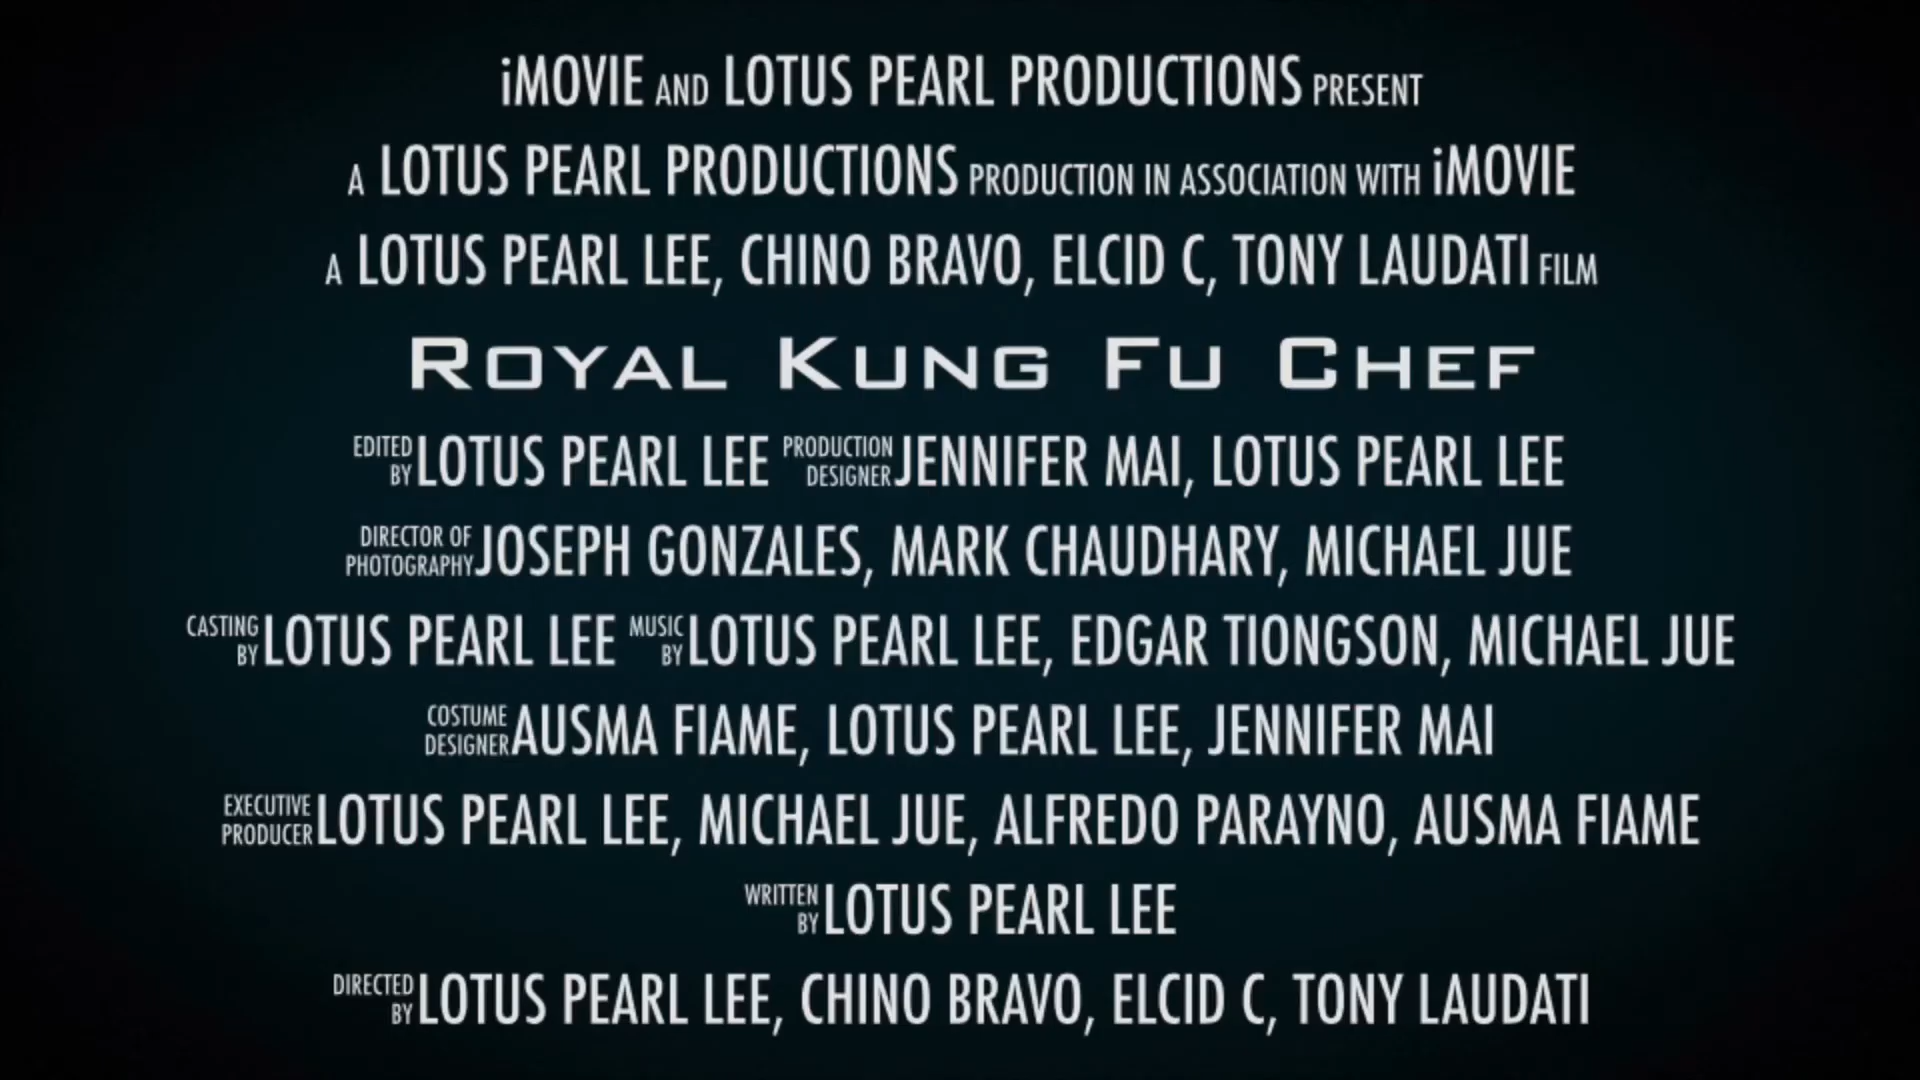 iMOVIE AND LOTUS PEARL PRODUCTIONS PRESENT
A LOTUS PEARL PRODUCTIONS PRODUCTION IN ASSOCIATION WITH iMOVIE
A LOTUS PEARL LEE, CHINO BRAVO, ELCID C, TONY LAUDATI FILM
ROYAL KUNG FU CHEF
EDITED BY LOTUS PEARL LEE PRODUCTION DESIGNER JENNIFER MAI, LOTUS PEARL LEE
DIRECTOR OF PHOTOGRAPHY JOSEPH GONZALES, MARK CHAUDHARY, MICHAEL JUE
CASTING BY LOTUS PEARL LEE MUSIC BY LOTUS PEARL LEE, EDGAR TIONGSON, MICHAEL JUE
COSTUME DESIGNER AUSMA FIAME, LOTUS PEARL LEE, JENNIFER MAI
EXECUTIVE PRODUCER LOTUS PEARL LEE, MICHAEL JUE, ALFREDO PARAYNO, AUSMA FIAME
WRITTEN BY LOTUS PEARL LEE
DIRECTED BY LOTUS PEARL LEE, CHINO BRAVO, ELCID C, TONY LAUDATI